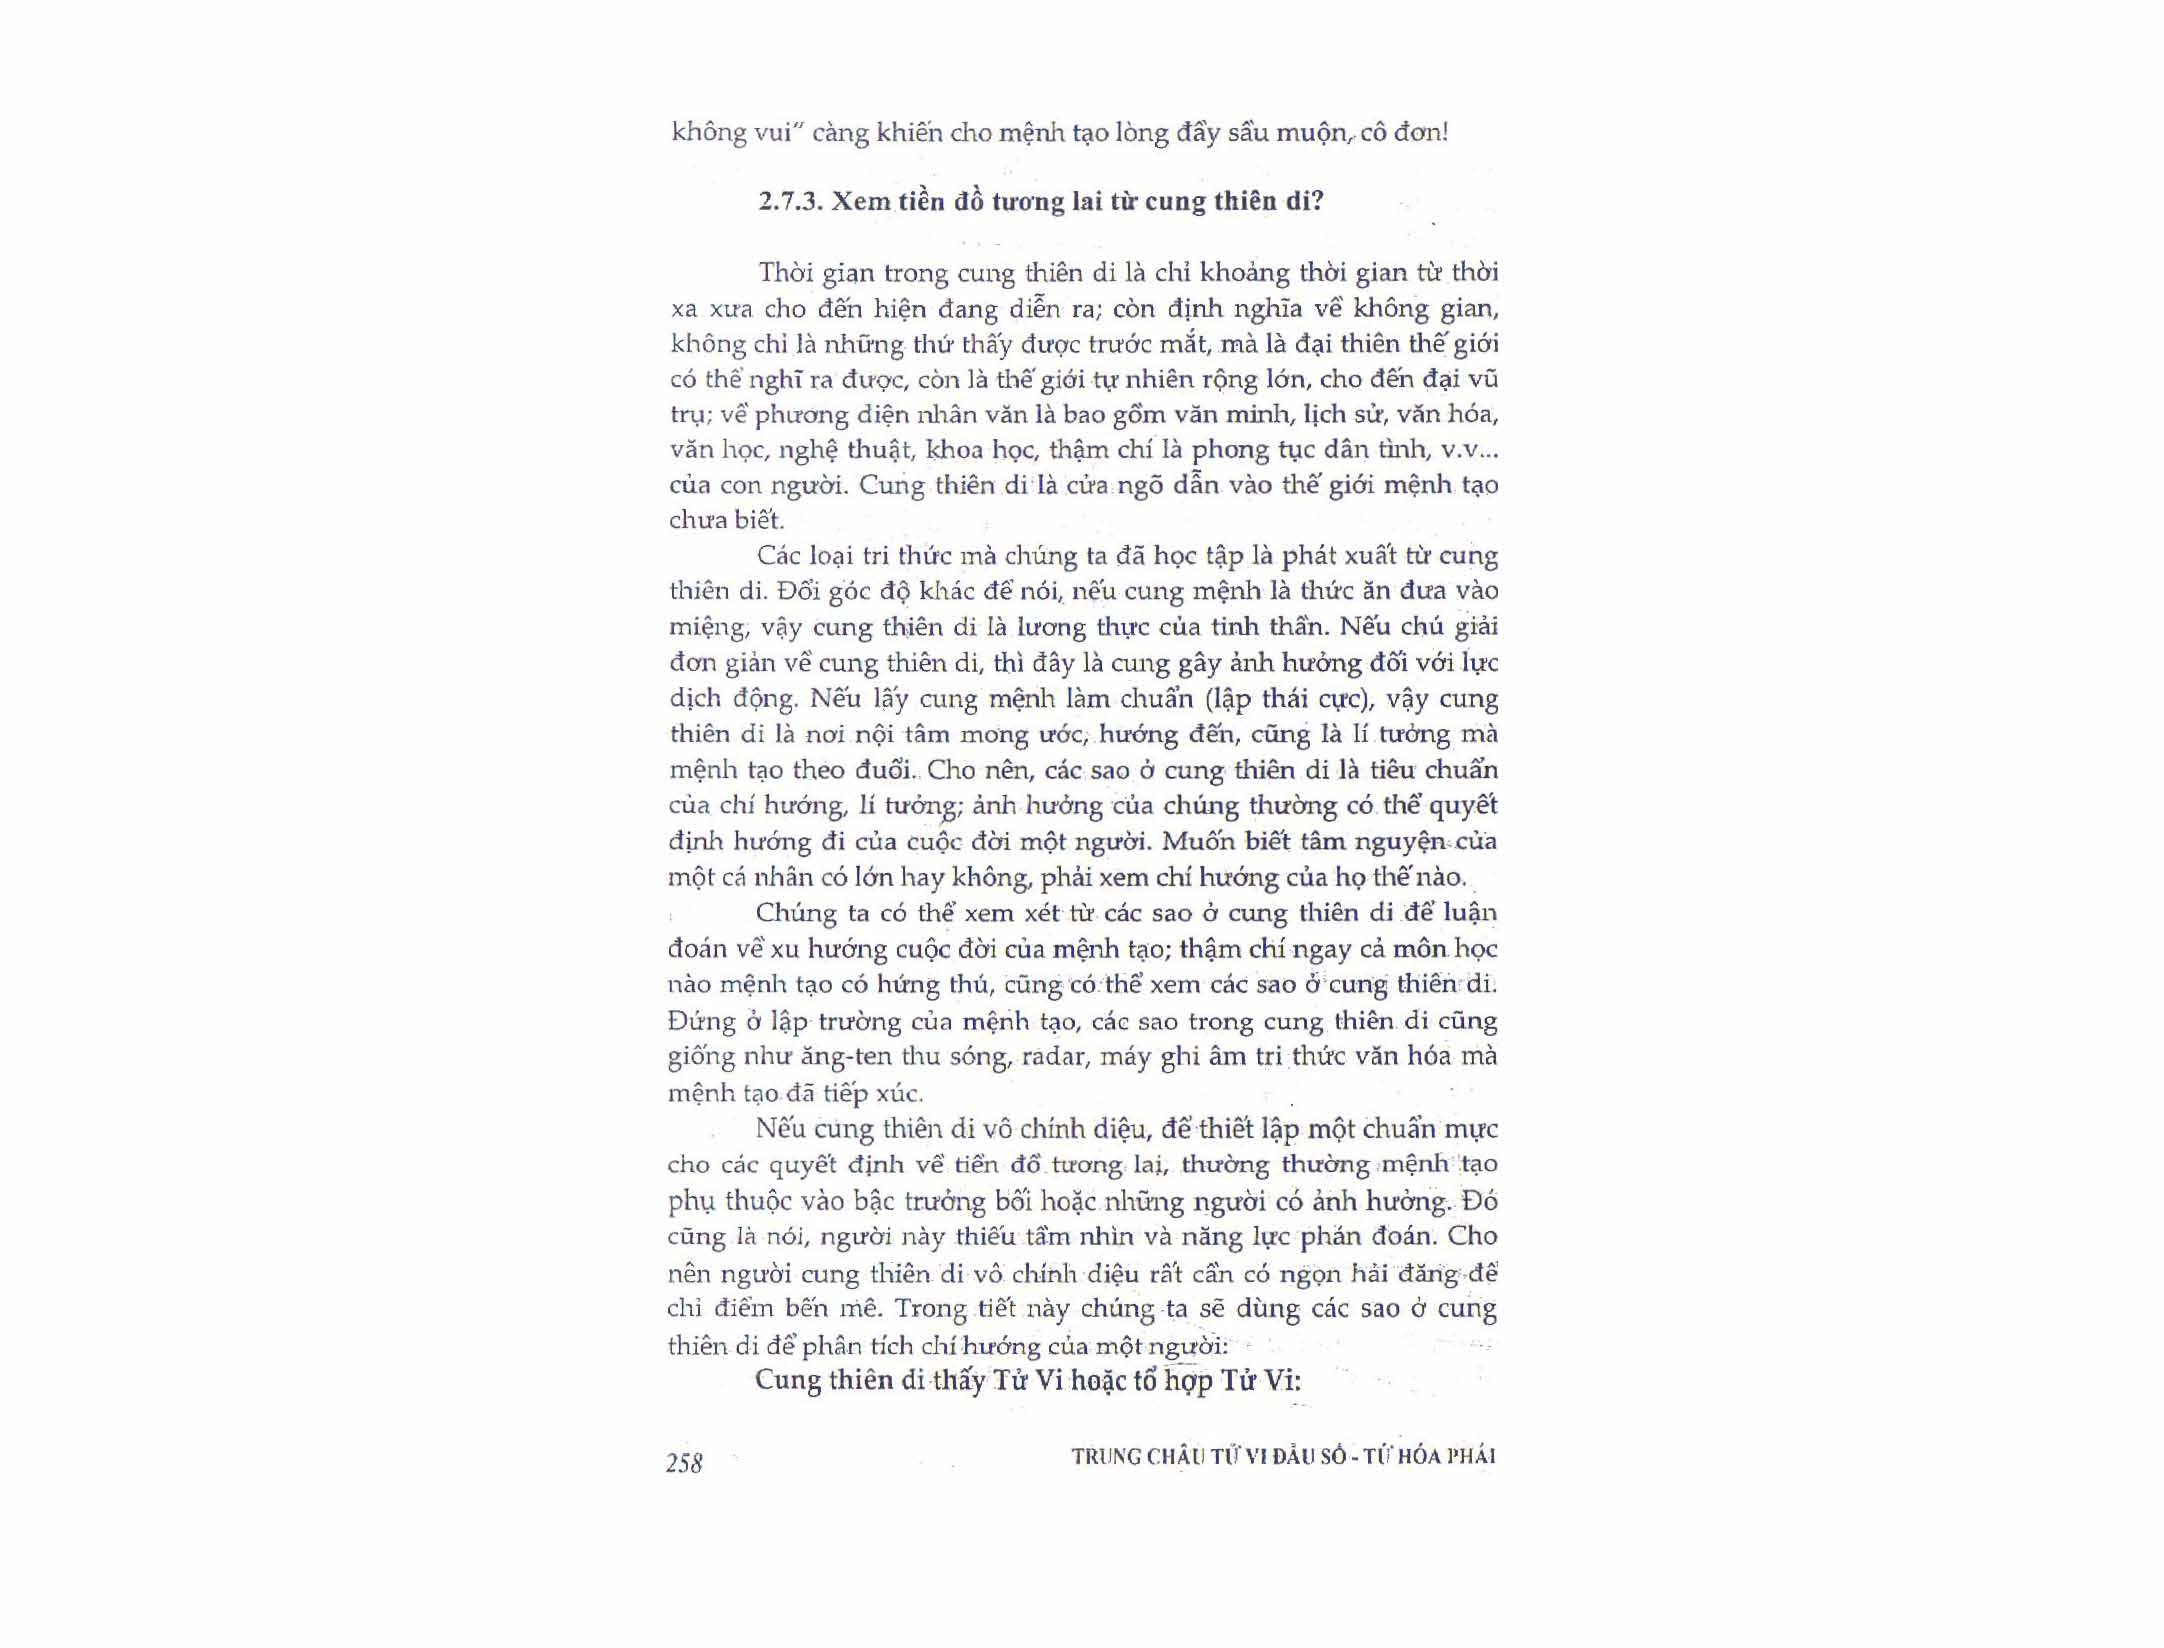 không vui" càng khiến cho mệnh tạo lòng đầy sầu muộn, cô đơn!
2.7.3. Xem tiền đồ tương lai từ cung thiên di?
Thời gian trong cung thiên di là chỉ khoảng thời gian từ thời
xa xưa cho đến hiện đang diễn ra; còn định nghĩa về không gian,
không chỉ là những thứ thấy được trước mắt, mà là đại thiên thế giới
có thể nghĩ ra được, còn là thế giới tự nhiên rộng lớn, cho đến đại vũ
trụ; về phương diện nhân văn là bao gồm văn minh, lịch sử, văn hóa,
văn học, nghệ thuật, khoa học, thậm chí là phong tục dân tình, v.v...
của con người. Cung thiên di là cửa ngõ dẫn vào thế giới mệnh tạo
chưa biết.
Các loại tri thức mà chúng ta đã học tập là phát xuất từ cung
thiên di. Đổi góc độ khác để nói, nếu cung mệnh là thức ăn đưa vào
miệng, vậy cung thiên di là lương thực của tinh thần. Nếu chú giải
đơn giản về cung thiên di, thì đây là cung gây ảnh hưởng đối với lực
dịch động. Nếu lấy cung mệnh làm chuẩn (lập thái cực), vậy cung
thiên di là nơi nội tâm mong ước, hướng đến, cũng là lí tưởng mà
mệnh tạo theo đuổi. Cho nên, các sao ở cung thiên di là tiêu chuẩn
của chí hướng, lí tưởng; ảnh hưởng của chúng thường có thể quyết
định hướng đi của cuộc đời một người. Muốn biết tâm nguyện của
một cá nhân có lớn hay không, phải xem chí hướng của họ thế nào.
Chúng ta có thể xem xét từ các sao ở cung thiên di để luận
đoán về xu hướng cuộc đời của mệnh tạo; thậm chí ngay cả môn học
nào mệnh tạo có hứng thú, cũng có thể xem các sao ở cung thiên di.
Đứng ở lập trường của mệnh tạo, các sao trong cung thiên di cũng
giống như ăng-ten thu sóng, radar, máy ghi âm tri thức văn hóa mà
mệnh tạo đã tiếp xúc.
Nếu cung thiên di vô chính diệu, để thiết lập một chuẩn mực
cho các quyết định về tiền đồ tương lai, thường thường mệnh tạo
phụ thuộc vào bậc trưởng bối hoặc những người có ảnh hưởng. Đó
cũng là nói, người này thiếu tầm nhìn và năng lực phán đoán. Cho
nên người cung thiên di vô chính diệu rất cần có ngọn hải đăng để
chỉ điểm bến mê. Trong tiết này chúng ta sẽ dùng các sao ở cung
thiên di để phân tích chí hướng của một người:
Cung thiên di thấy Tử Vi hoặc tổ hợp Tử Vi:
258
TRUNG CHÂU TỬ VI ĐẨU SỐ - TỨ HÓA PHÁI